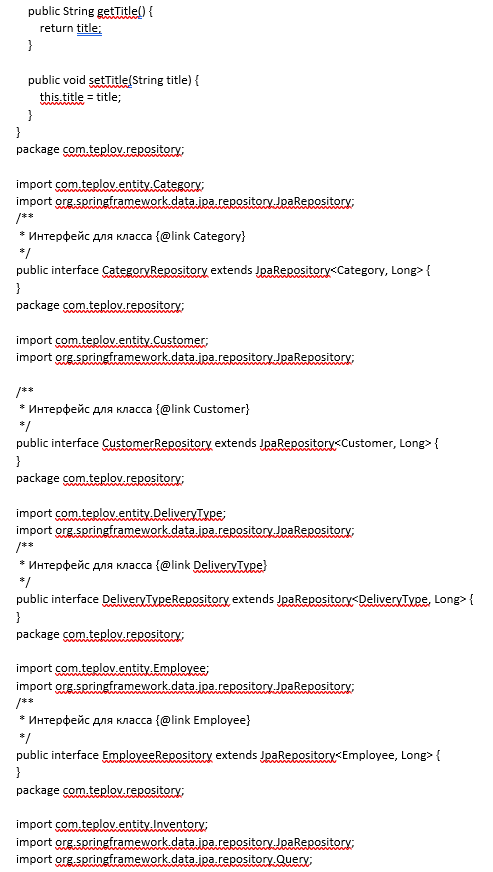 public String getTitle() {
return title;
}
public void setTitle(String title) {
this.title = title;
}
}
package com.teplov.repository;
import com.teplov.entity.Category;
import org.springframework.data.jpa.repository.JpaRepository;
/**
* Интерфейс для класса {@link Category}
*/
public interface CategoryRepository extends JpaRepository<Category, Long> {
}
package com.teplov.repository;
import com.teplov.entity.Customer;
import org.springframework.data.jpa.repository.JpaRepository;
/**
* Интерфейс для класса {@link Customer}
*/
public interface CustomerRepository extends JpaRepository<Customer, Long> {
}
package com.teplov.repository;
import com.teplov.entity.DeliveryType;
import org.springframework.data.jpa.repository.JpaRepository;
/**
* Интерфейс для класса {@link DeliveryType}
*/
public interface DeliveryTypeRepository extends JpaRepository<DeliveryType, Long> {
}
package com.teplov.repository;
import com.teplov.entity.Employee;
import org.springframework.data.jpa.repository.JpaRepository;
/**
* Интерфейс для класса {@link Employee}
*/
public interface EmployeeRepository extends JpaRepository<Employee, Long> {
}
package com.teplov.repository;
import com.teplov.entity.Inventory;
import org.springframework.data.jpa.repository.JpaRepository;
import org.springframework.data.jpa.repository.Query;